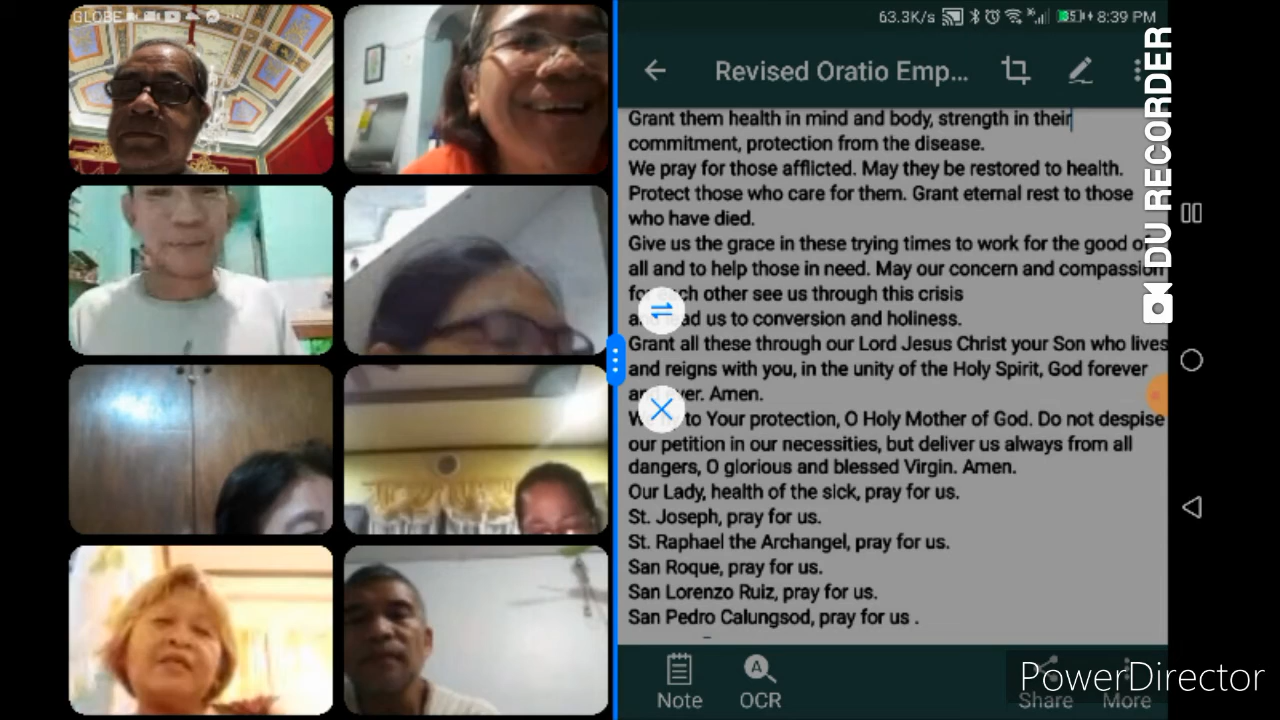 GLOBE
63.3K/s 8:39 PM
Revised Oratio Emp...
Grant them health in mind and body, strength in their
commitment, protection from the disease.
We pray for those afflicted. May they be restored to health.
Protect those who care for them. Grant eternal rest to those
who have died.
Give us the grace in these trying times to work for the good of
all and to help those in need. May our concern and compassion
each other see us through this crisis
us to conversion and holiness.
Grant all these through our Lord Jesus Christ your Son who lives
and reigns with you, in the unity of the Holy Spirit, God forever
ever. Amen.
to Your protection, O Holy Mother of God. Do not despise
our petition in our necessities, but deliver us always from all
dangers, O glorious and blessed Virgin. Amen.
Our Lady, health of the sick, pray for us.
St. Joseph, pray for us.
St. Raphael the Archangel, pray for us.
San Roque, pray for us.
San Lorenzo Ruiz, pray for us.
San Pedro Calungsod, pray for us .
Note OCR Share More
DU RECORDER
PowerDirector